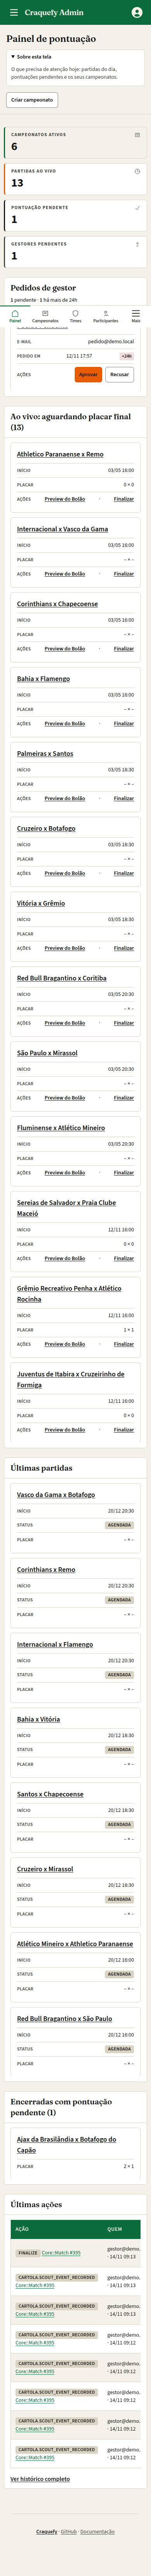 Craquefy Admin
Painel de pontuação
Sobre esta tela
O que precisa de atenção hoje: partidas do dia,
pontuações pendentes e os seus campeonatos.
Criar campeonato
CAMPEONATOS ATIVOS
6
PARTIDAS AO VIVO
13
PONTUAÇÃO PENDENTE
1
GESTORES PENDENTES
1
Pedidos de gestor
1 pendente · 1 há mais de 24h
Painel
Campeonatos
Times
Participantes
Mais
E-MAIL pedido@demo.local
PEDIDO EM 12/11 17:57 +24h
AÇÕES Aprovar Recusar
Ao vivo: aguardando placar final
(13)
Athletico Paranaense x Remo
INÍCIO 03/05 16:00
PLACAR 0 × 0
AÇÕES Preview do Bolão · Finalizar
Internacional x Vasco da Gama
INÍCIO 03/05 16:00
PLACAR – × –
AÇÕES Preview do Bolão · Finalizar
Corinthians x Chapecoense
INÍCIO 03/05 16:00
PLACAR – × –
AÇÕES Preview do Bolão · Finalizar
Bahia x Flamengo
INÍCIO 03/05 16:00
PLACAR – × –
AÇÕES Preview do Bolão · Finalizar
Palmeiras x Santos
INÍCIO 03/05 18:30
PLACAR – × –
AÇÕES Preview do Bolão · Finalizar
Cruzeiro x Botafogo
INÍCIO 03/05 18:30
PLACAR – × –
AÇÕES Preview do Bolão · Finalizar
Vitória x Grêmio
INÍCIO 03/05 18:30
PLACAR – × –
AÇÕES Preview do Bolão · Finalizar
Red Bull Bragantino x Coritiba
INÍCIO 03/05 20:30
PLACAR – × –
AÇÕES Preview do Bolão · Finalizar
São Paulo x Mirassol
INÍCIO 03/05 20:30
PLACAR – × –
AÇÕES Preview do Bolão · Finalizar
Fluminense x Atlético Mineiro
INÍCIO 03/05 20:30
PLACAR – × –
AÇÕES Preview do Bolão · Finalizar
Sereias de Salvador x Praia Clube
Maceió
INÍCIO 12/11 16:00
PLACAR 0 × 0
AÇÕES Preview do Bolão · Finalizar
Grêmio Recreativo Penha x Atlético
Rocinha
INÍCIO 12/11 16:00
PLACAR 1 × 1
AÇÕES Preview do Bolão · Finalizar
Juventus de Itabira x Cruzeirinho de
Formiga
INÍCIO 12/11 16:00
PLACAR 0 × 0
AÇÕES Preview do Bolão · Finalizar
Últimas partidas
Vasco da Gama x Botafogo
INÍCIO 20/12 20:30
STATUS AGENDADA
PLACAR – × –
Corinthians x Remo
INÍCIO 20/12 20:30
STATUS AGENDADA
PLACAR – × –
Internacional x Flamengo
INÍCIO 20/12 20:30
STATUS AGENDADA
PLACAR – × –
Bahia x Vitória
INÍCIO 20/12 18:30
STATUS AGENDADA
PLACAR – × –
Santos x Chapecoense
INÍCIO 20/12 18:30
STATUS AGENDADA
PLACAR – × –
Cruzeiro x Mirassol
INÍCIO 20/12 18:30
STATUS AGENDADA
PLACAR – × –
Atlético Mineiro x Athletico Paranaense
INÍCIO 20/12 16:00
STATUS AGENDADA
PLACAR – × –
Red Bull Bragantino x São Paulo
INÍCIO 20/12 16:00
STATUS AGENDADA
PLACAR – × –
Encerradas com pontuação
pendente (1)
Ajax da Brasilândia x Botafogo do
Capão
PLACAR 2 × 1
Últimas ações
AÇÃO QUEM
FINALIZE Core::Match #395 gestor@demo.
· 14/11 09:13
CARTOLA.SCOUT_EVENT_RECORDED gestor@demo.
Core::Match #395 · 14/11 09:13
CARTOLA.SCOUT_EVENT_RECORDED gestor@demo.
Core::Match #395 · 14/11 09:13
CARTOLA.SCOUT_EVENT_RECORDED gestor@demo.
Core::Match #395 · 14/11 09:12
CARTOLA.SCOUT_EVENT_RECORDED gestor@demo.
Core::Match #395 · 14/11 09:12
CARTOLA.SCOUT_EVENT_RECORDED gestor@demo.
Core::Match #395 · 14/11 09:12
CARTOLA.SCOUT_EVENT_RECORDED gestor@demo.
Core::Match #395 · 14/11 09:12
CARTOLA.SCOUT_EVENT_RECORDED gestor@demo.
Core::Match #395 · 14/11 09:12
Ver histórico completo
Craquefy · GitHub · Documentação